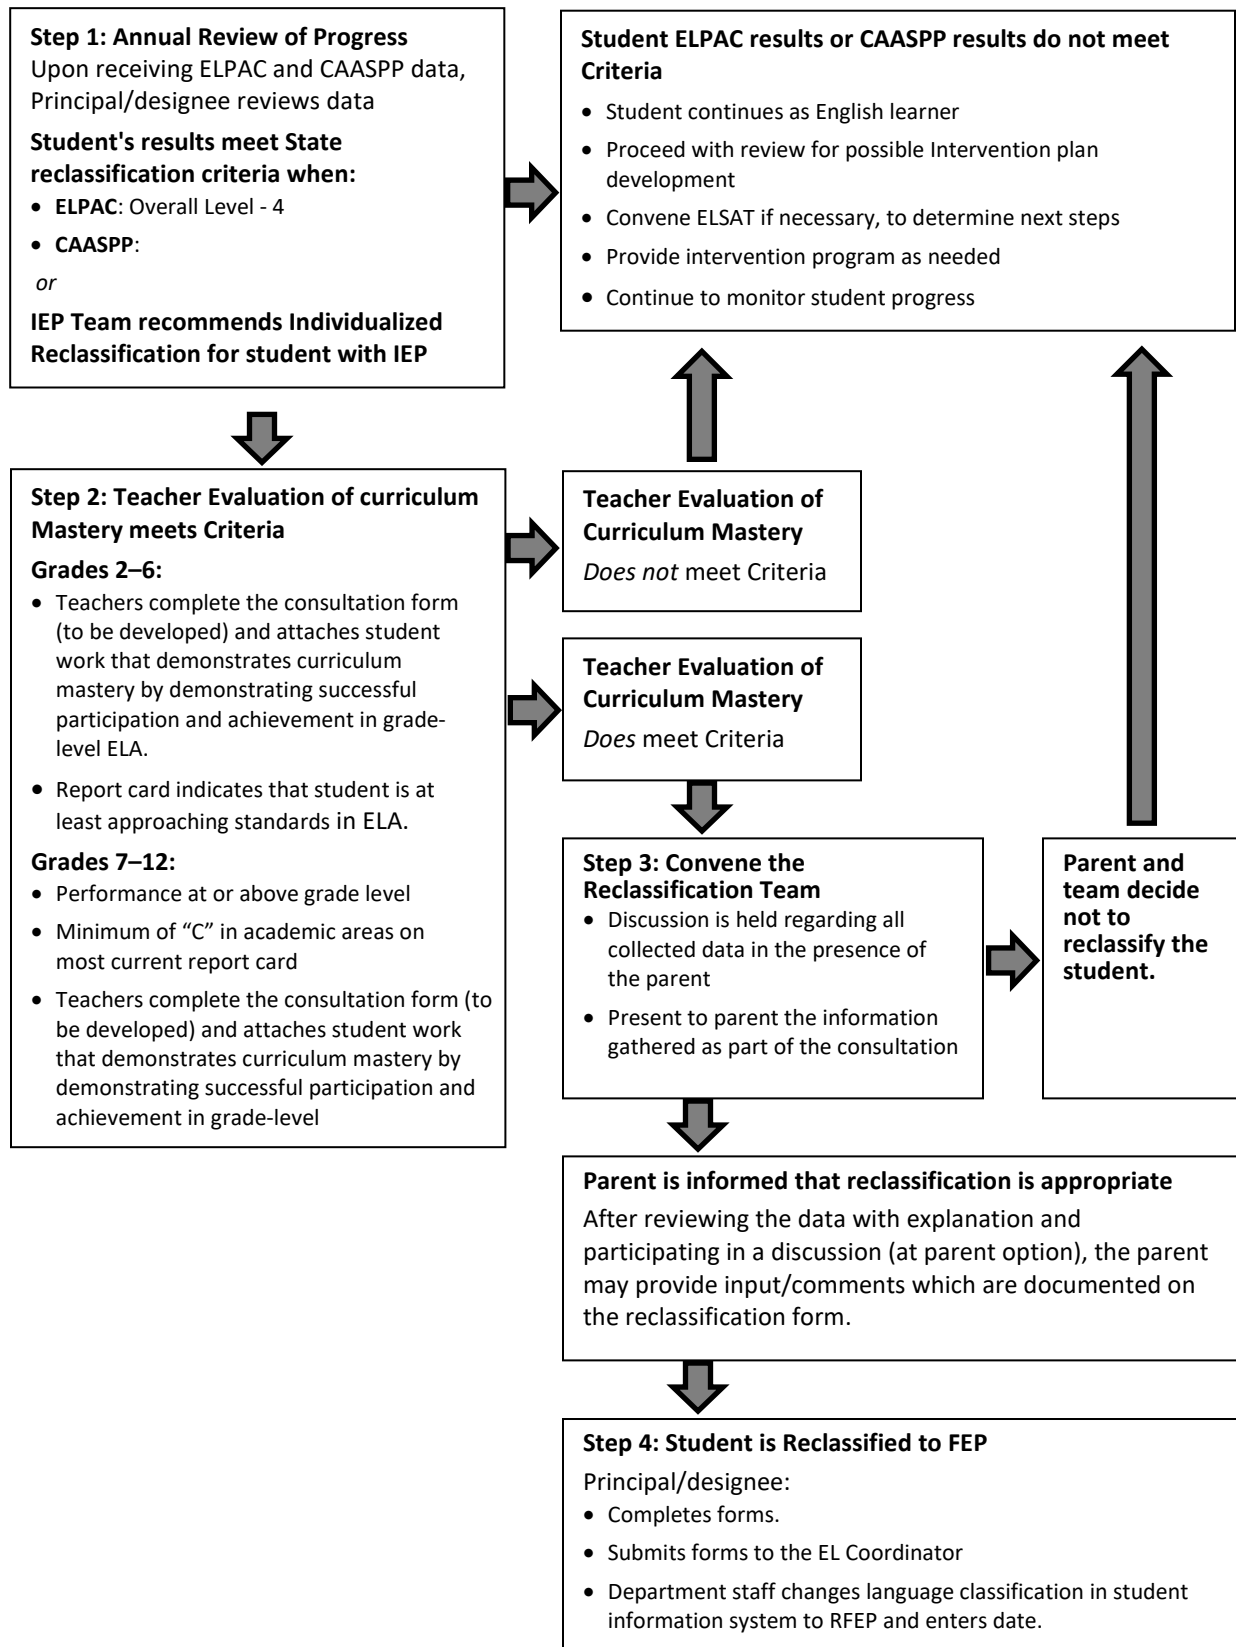 Step 1: Annual Review of Progress
Upon receiving ELPAC and CAASPP data,
Principal/designee reviews data
Student's results meet State
reclassification criteria when:
• ELPAC: Overall Level - 4
• CAASPP:
or
IEP Team recommends Individualized
Reclassification for student with IEP
Student ELPAC results or CAASPP results do not meet
Criteria
• Student continues as English learner
• Proceed with review for possible Intervention plan
development
• Convene ELSAT if necessary, to determine next steps
• Provide intervention program as needed
• Continue to monitor student progress
Step 2: Teacher Evaluation of curriculum
Mastery meets Criteria
Grades 2–6:
• Teachers complete the consultation form
(to be developed) and attaches student
work that demonstrates curriculum
mastery by demonstrating successful
participation and achievement in grade-
level ELA.
• Report card indicates that student is at
least approaching standards in ELA.
Grades 7–12:
• Performance at or above grade level
• Minimum of “C” in academic areas on
most current report card
• Teachers complete the consultation form (to
be developed) and attaches student work
that demonstrates curriculum mastery by
demonstrating successful participation and
achievement in grade-level
Teacher Evaluation of
Curriculum Mastery
Does not meet Criteria
Teacher Evaluation of
Curriculum Mastery
Does meet Criteria
Step 3: Convene the
Reclassification Team
• Discussion is held regarding all
collected data in the presence of
the parent
• Present to parent the information
gathered as part of the consultation
Parent and
team decide
not to
reclassify the
student.
Parent is informed that reclassification is appropriate
After reviewing the data with explanation and
participating in a discussion (at parent option), the parent
may provide input/comments which are documented on
the reclassification form.
Step 4: Student is Reclassified to FEP
Principal/designee:
• Completes forms.
• Submits forms to the EL Coordinator
• Department staff changes language classification in student
information system to RFEP and enters date.